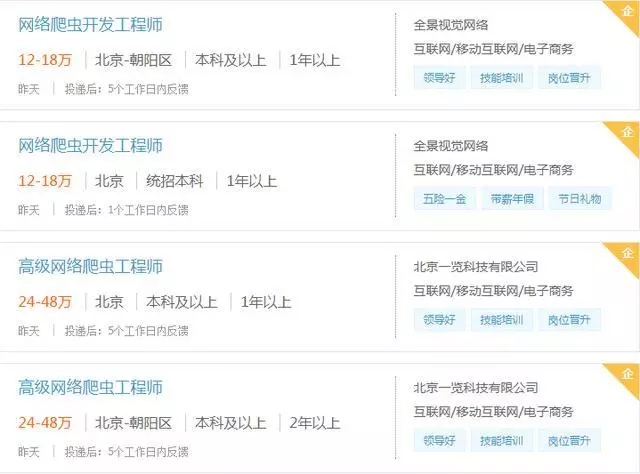 网络爬虫开发工程师
12-18万 北京-朝阳区 本科及以上 1年以上
昨天 投递后：5个工作日内反馈
全景视觉网络
互联网/移动互联网/电子商务
领导好 技能培训 岗位晋升
企
网络爬虫开发工程师
12-18万 北京 统招本科 1年以上
昨天 投递后：1个工作日内反馈
全景视觉网络
互联网/移动互联网/电子商务
五险一金 带薪年假 节日礼物
企
高级网络爬虫工程师
24-48万 北京 本科及以上 1年以上
昨天 投递后：5个工作日内反馈
北京一览科技有限公司
互联网/移动互联网/电子商务
领导好 技能培训 岗位晋升
企
高级网络爬虫工程师
24-48万 北京-朝阳区 本科及以上 2年以上
昨天 投递后：5个工作日内反馈
北京一览科技有限公司
互联网/移动互联网/电子商务
领导好 技能培训 岗位晋升
企